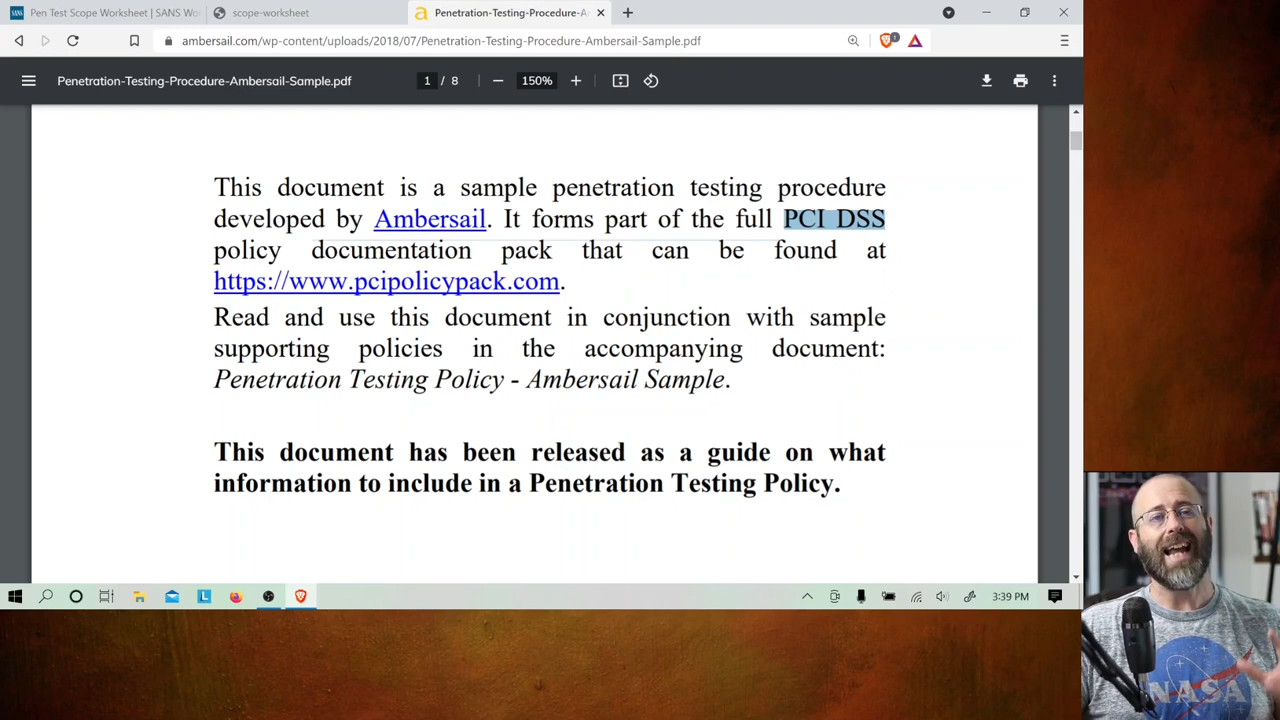 Pen Test Scope Worksheet | SANS Wo
scope-worksheet
Penetration-Testing-Procedure-A
ambersail.com/wp-content/uploads/2018/07/Penetration-Testing-Procedure-Ambersail-Sample.pdf
1
Penetration-Testing-Procedure-Ambersail-Sample.pdf
1 / 8
150%
This document is a sample penetration testing procedure
developed by Ambersail. It forms part of the full PCI DSS
policy documentation pack that can be found at
https://www.pcipolicypack.com.
Read and use this document in conjunction with sample
supporting policies in the accompanying document:
Penetration Testing Policy - Ambersail Sample.
This document has been released as a guide on what
information to include in a Penetration Testing Policy.
3:39 PM
NASA